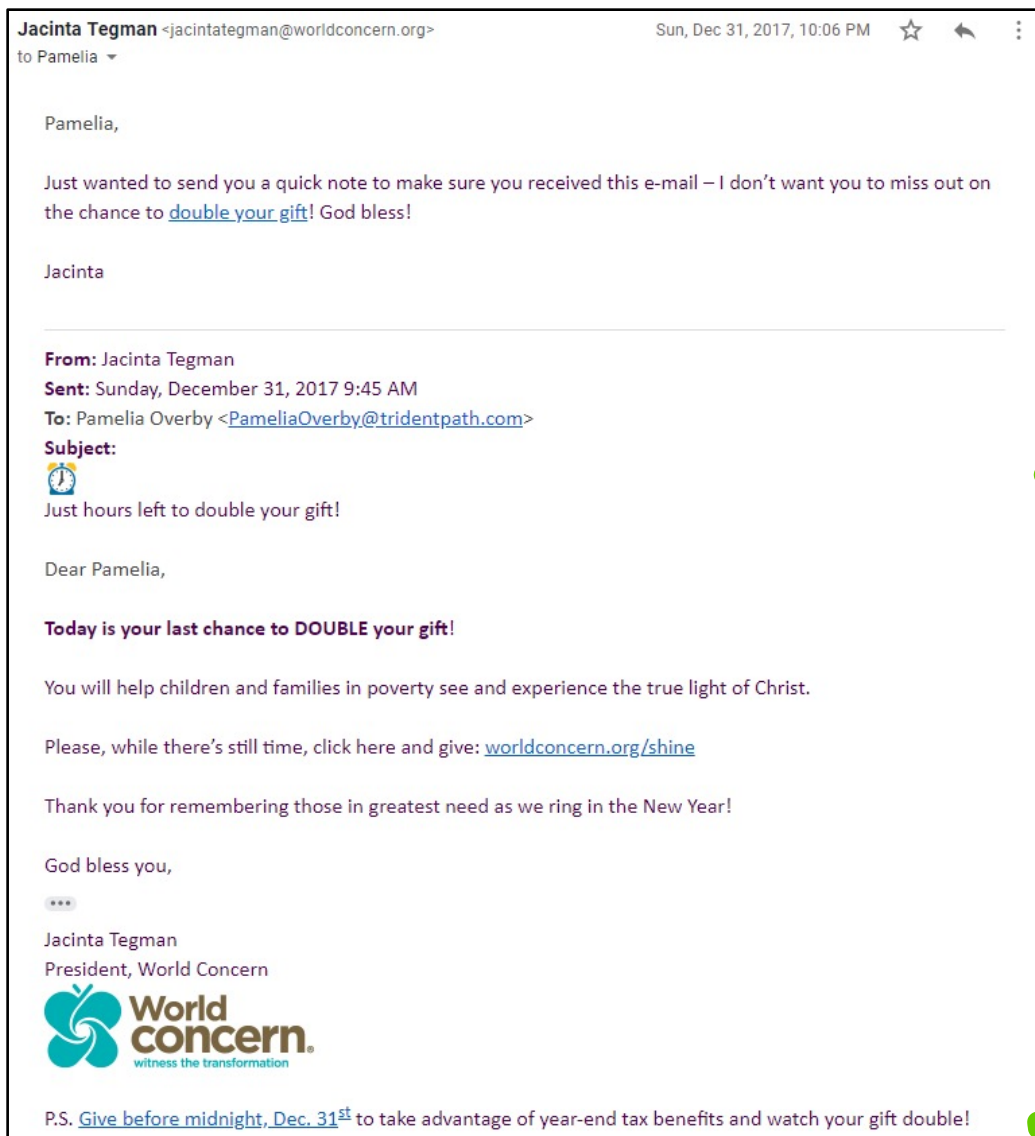 Jacinta Tegman <jacintategman@worldconcern.org> Sun, Dec 31, 2017, 10:06 PM
to Pamelia
Pamelia,
Just wanted to send you a quick note to make sure you received this e-mail – I don’t want you to miss out on
the chance to double your gift! God bless!
Jacinta
From: Jacinta Tegman
Sent: Sunday, December 31, 2017 9:45 AM
To: Pamelia Overby <PameliaOverby@tridentpath.com>
Subject:
Just hours left to double your gift!
Dear Pamelia,
Today is your last chance to DOUBLE your gift!
You will help children and families in poverty see and experience the true light of Christ.
Please, while there’s still time, click here and give: worldconcern.org/shine
Thank you for remembering those in greatest need as we ring in the New Year!
God bless you,
Jacinta Tegman
President, World Concern
World
concern®
witness the transformation
P.S. Give before midnight, Dec. 31st to take advantage of year-end tax benefits and watch your gift double!